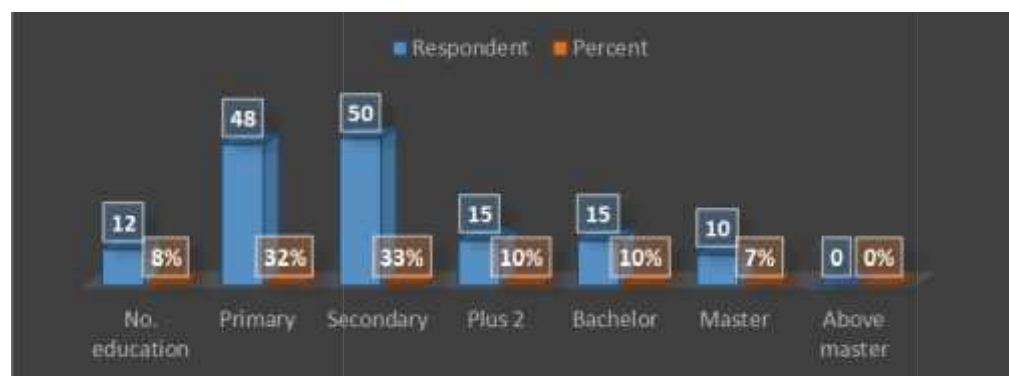 Respondent Percent
48
50
12
15
15
10
8%
32%
33%
10%
10%
7%
0
0%
No. education
Primary
Secondary
Plus 2
Bachelor
Master
Above master